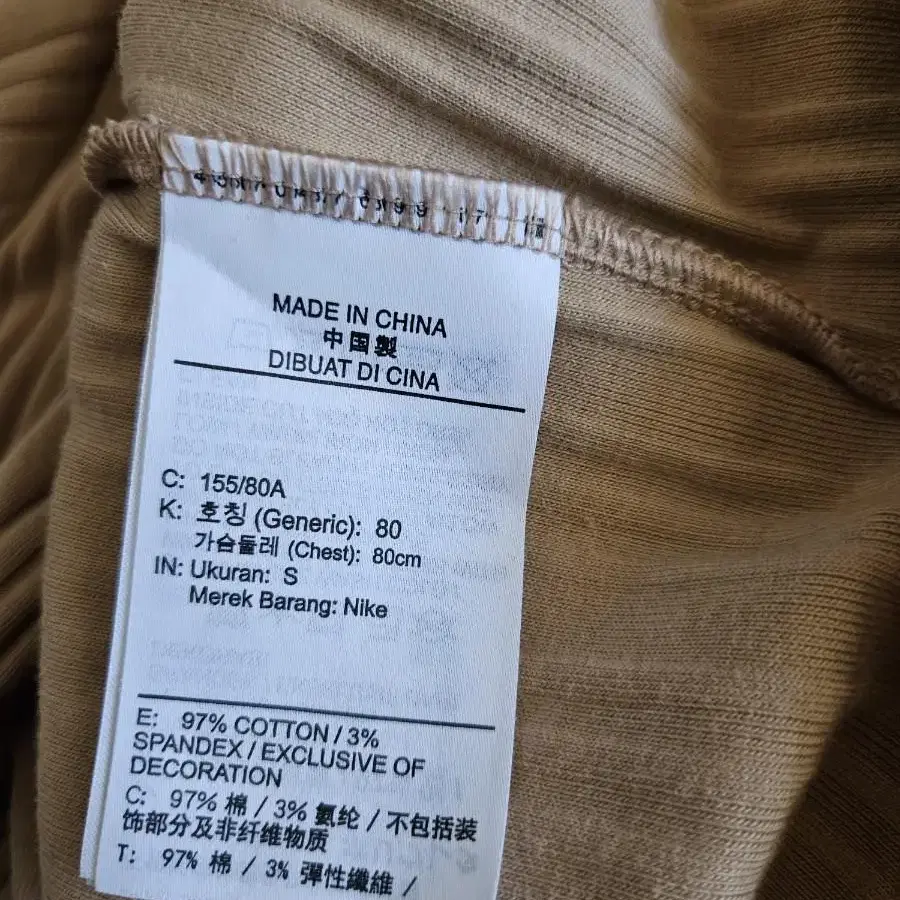 MADE IN CHINA
中国製
DIBUAT DI CINA
C: 155/80A
K: 호칭 (Generic): 80
가슴둘레 (Chest): 80cm
IN: Ukuran: S
Merek Barang: Nike
E: 97% COTTON / 3%
SPANDEX / EXCLUSIVE OF
DECORATION
C: 97% 棉 / 3% 氨纶 / 不包括装
饰部分及非纤维物质
T: 97% 棉 / 3% 彈性纖維 /